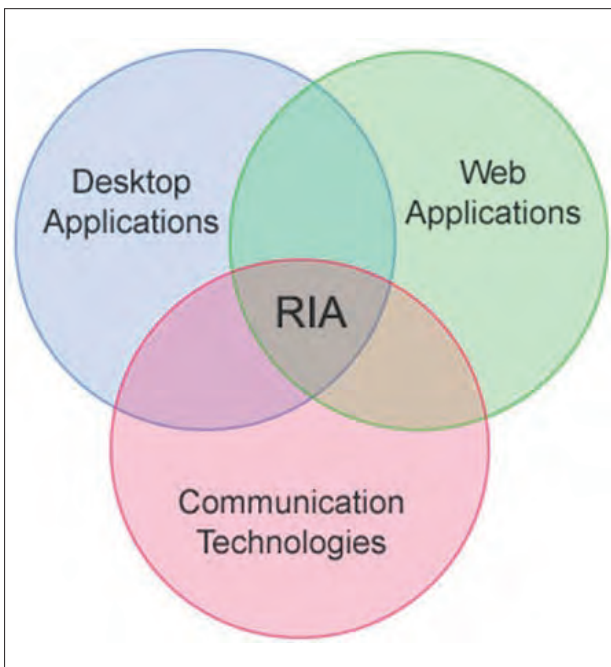 Desktop
Applications
Web
Applications
RIA
Communication
Technologies